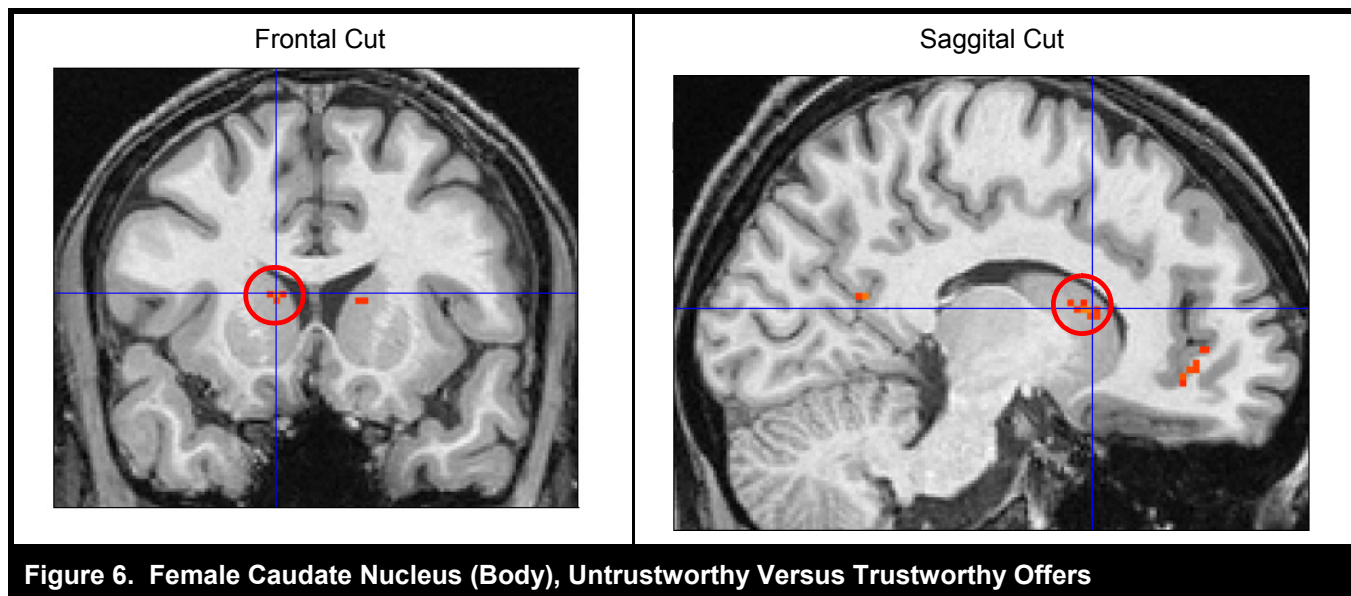 Frontal Cut
Saggital Cut
Figure 6. Female Caudate Nucleus (Body), Untrustworthy Versus Trustworthy Offers